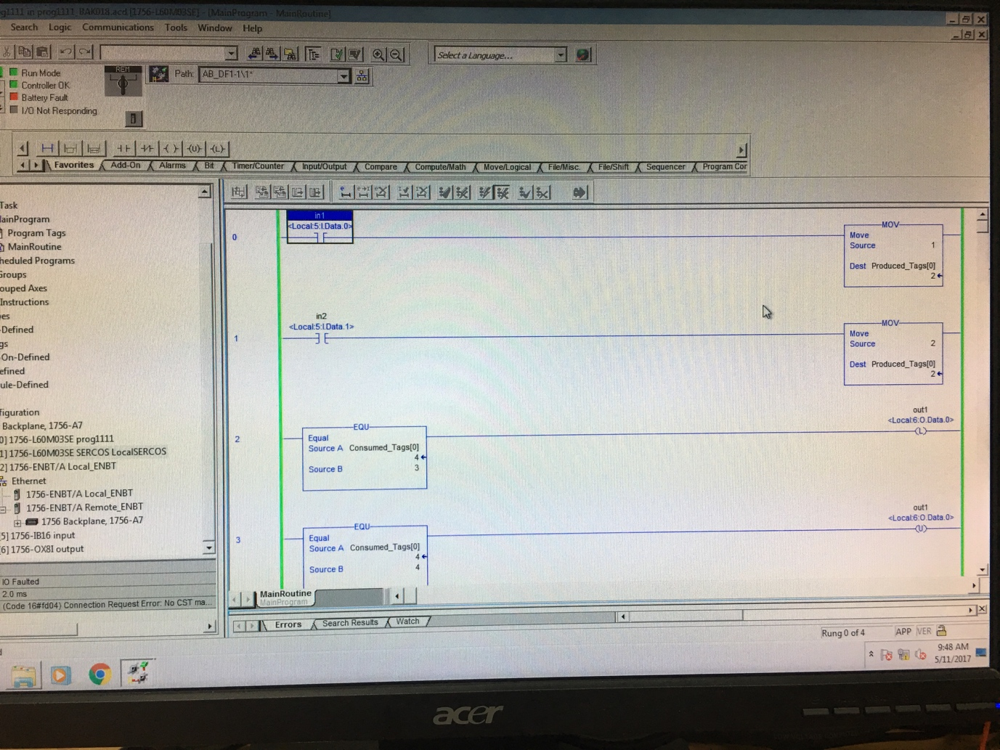 g1111 in prog1111_BAK018.acd [1756-L60M03SE] - [MainProgram - MainRoutine]
Search Logic Communications Tools Window Help
Select a Language...
Run Mode
Controller OK
Battery Fault
I/O Not Responding
REM
Path: AB_DF1-1\1*
Favorites Add-On Alarms Bit Timer/Counter Input/Output Compare Compute/Math Move/Logical File/Misc. File/Shift Sequencer Program Cor
Task
ainProgram
Program Tags
MainRoutine
heduled Programs
Groups
ouped Axes
Instructions
es
-Defined
gs
-On-Defined
efined
ule-Defined
figuration
Backplane, 1756-A7
0] 1756-L60M03SE prog1111
1] 1756-L60M03SE SERCOS LocalSERCOS
2] 1756-ENBT/A Local_ENBT
Ethernet
1756-ENBT/A Local_ENBT
1756-ENBT/A Remote_ENBT
1756 Backplane, 1756-A7
5] 1756-IB16 input
6] 1756-OX8I output
IO Faulted
2.0 ms
(Code 16#fd04) Connection Request Error: No CST ma...
0
in1
<Local:5:I.Data.0>
MOV
Move
Source 1
Dest Produced_Tags[0]
2
1
in2
<Local:5:I.Data.1>
MOV
Move
Source 2
Dest Produced_Tags[0]
2
2
EQU
Equal
Source A Consumed_Tags[0]
4
Source B 3
out1
<Local:6:O.Data.0>
L
3
EQU
Equal
Source A Consumed_Tags[0]
4
Source B 4
out1
<Local:6:O.Data.0>
U
MainRoutine
MainProgram
Errors Search Results Watch
Rung 0 of 4 APP VER
9:48 AM
5/11/2017
acer